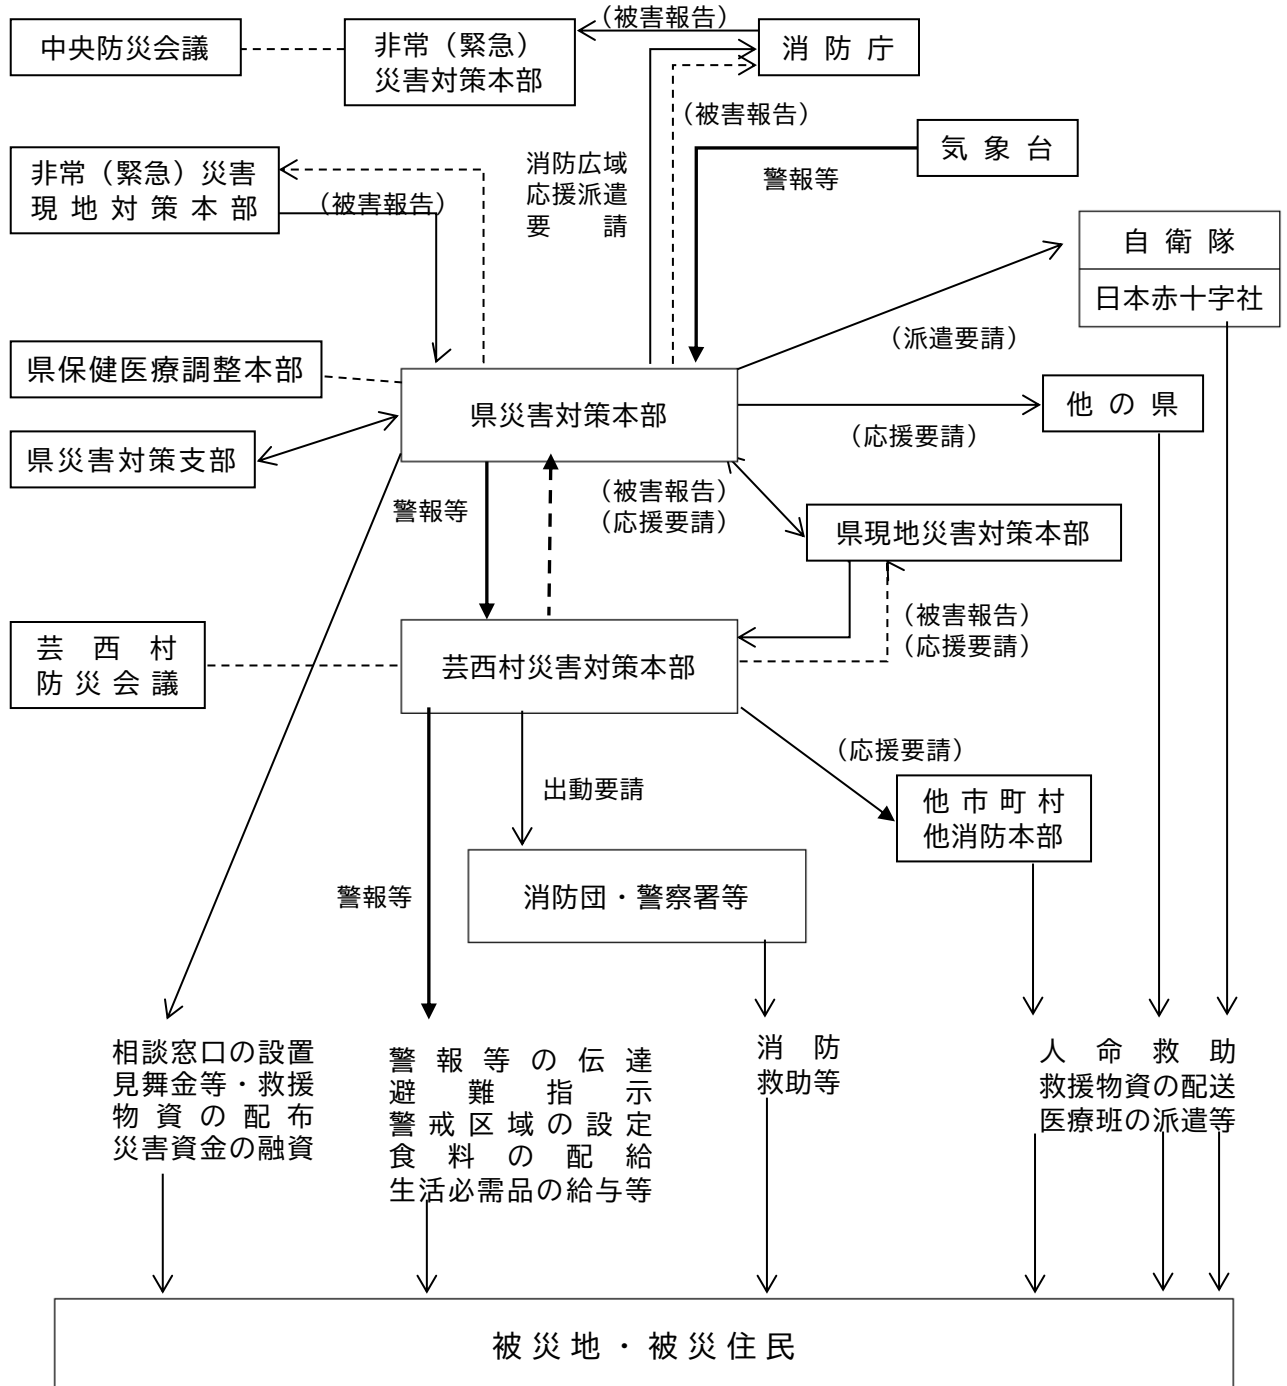 （被害報告）
中央防災会議
非常（緊急）
災害対策本部
消防庁
（被害報告）
気象台
警報等
非常（緊急）災害
現地対策本部
（被害報告）
消防広域
応援派遣
要請
自衛隊
日本赤十字社
（派遣要請）
県保健医療調整本部
県災害対策本部
他の県
（応援要請）
県災害対策支部
警報等
（被害報告）
（応援要請）
県現地災害対策本部
（被害報告）
（応援要請）
芸西村
防災会議
芸西村災害対策本部
（応援要請）
出動要請
他市町村
他消防本部
警報等
消防団・警察署等
相談窓口の設置
見舞金等・救援
物資の配布
災害資金の融資
警報等の伝達
避難指示
警戒区域の設定
食料の配給
生活必需品の給与等
消防
救助等
人命救助
救援物資の配送
医療班の派遣等
被災地・被災住民